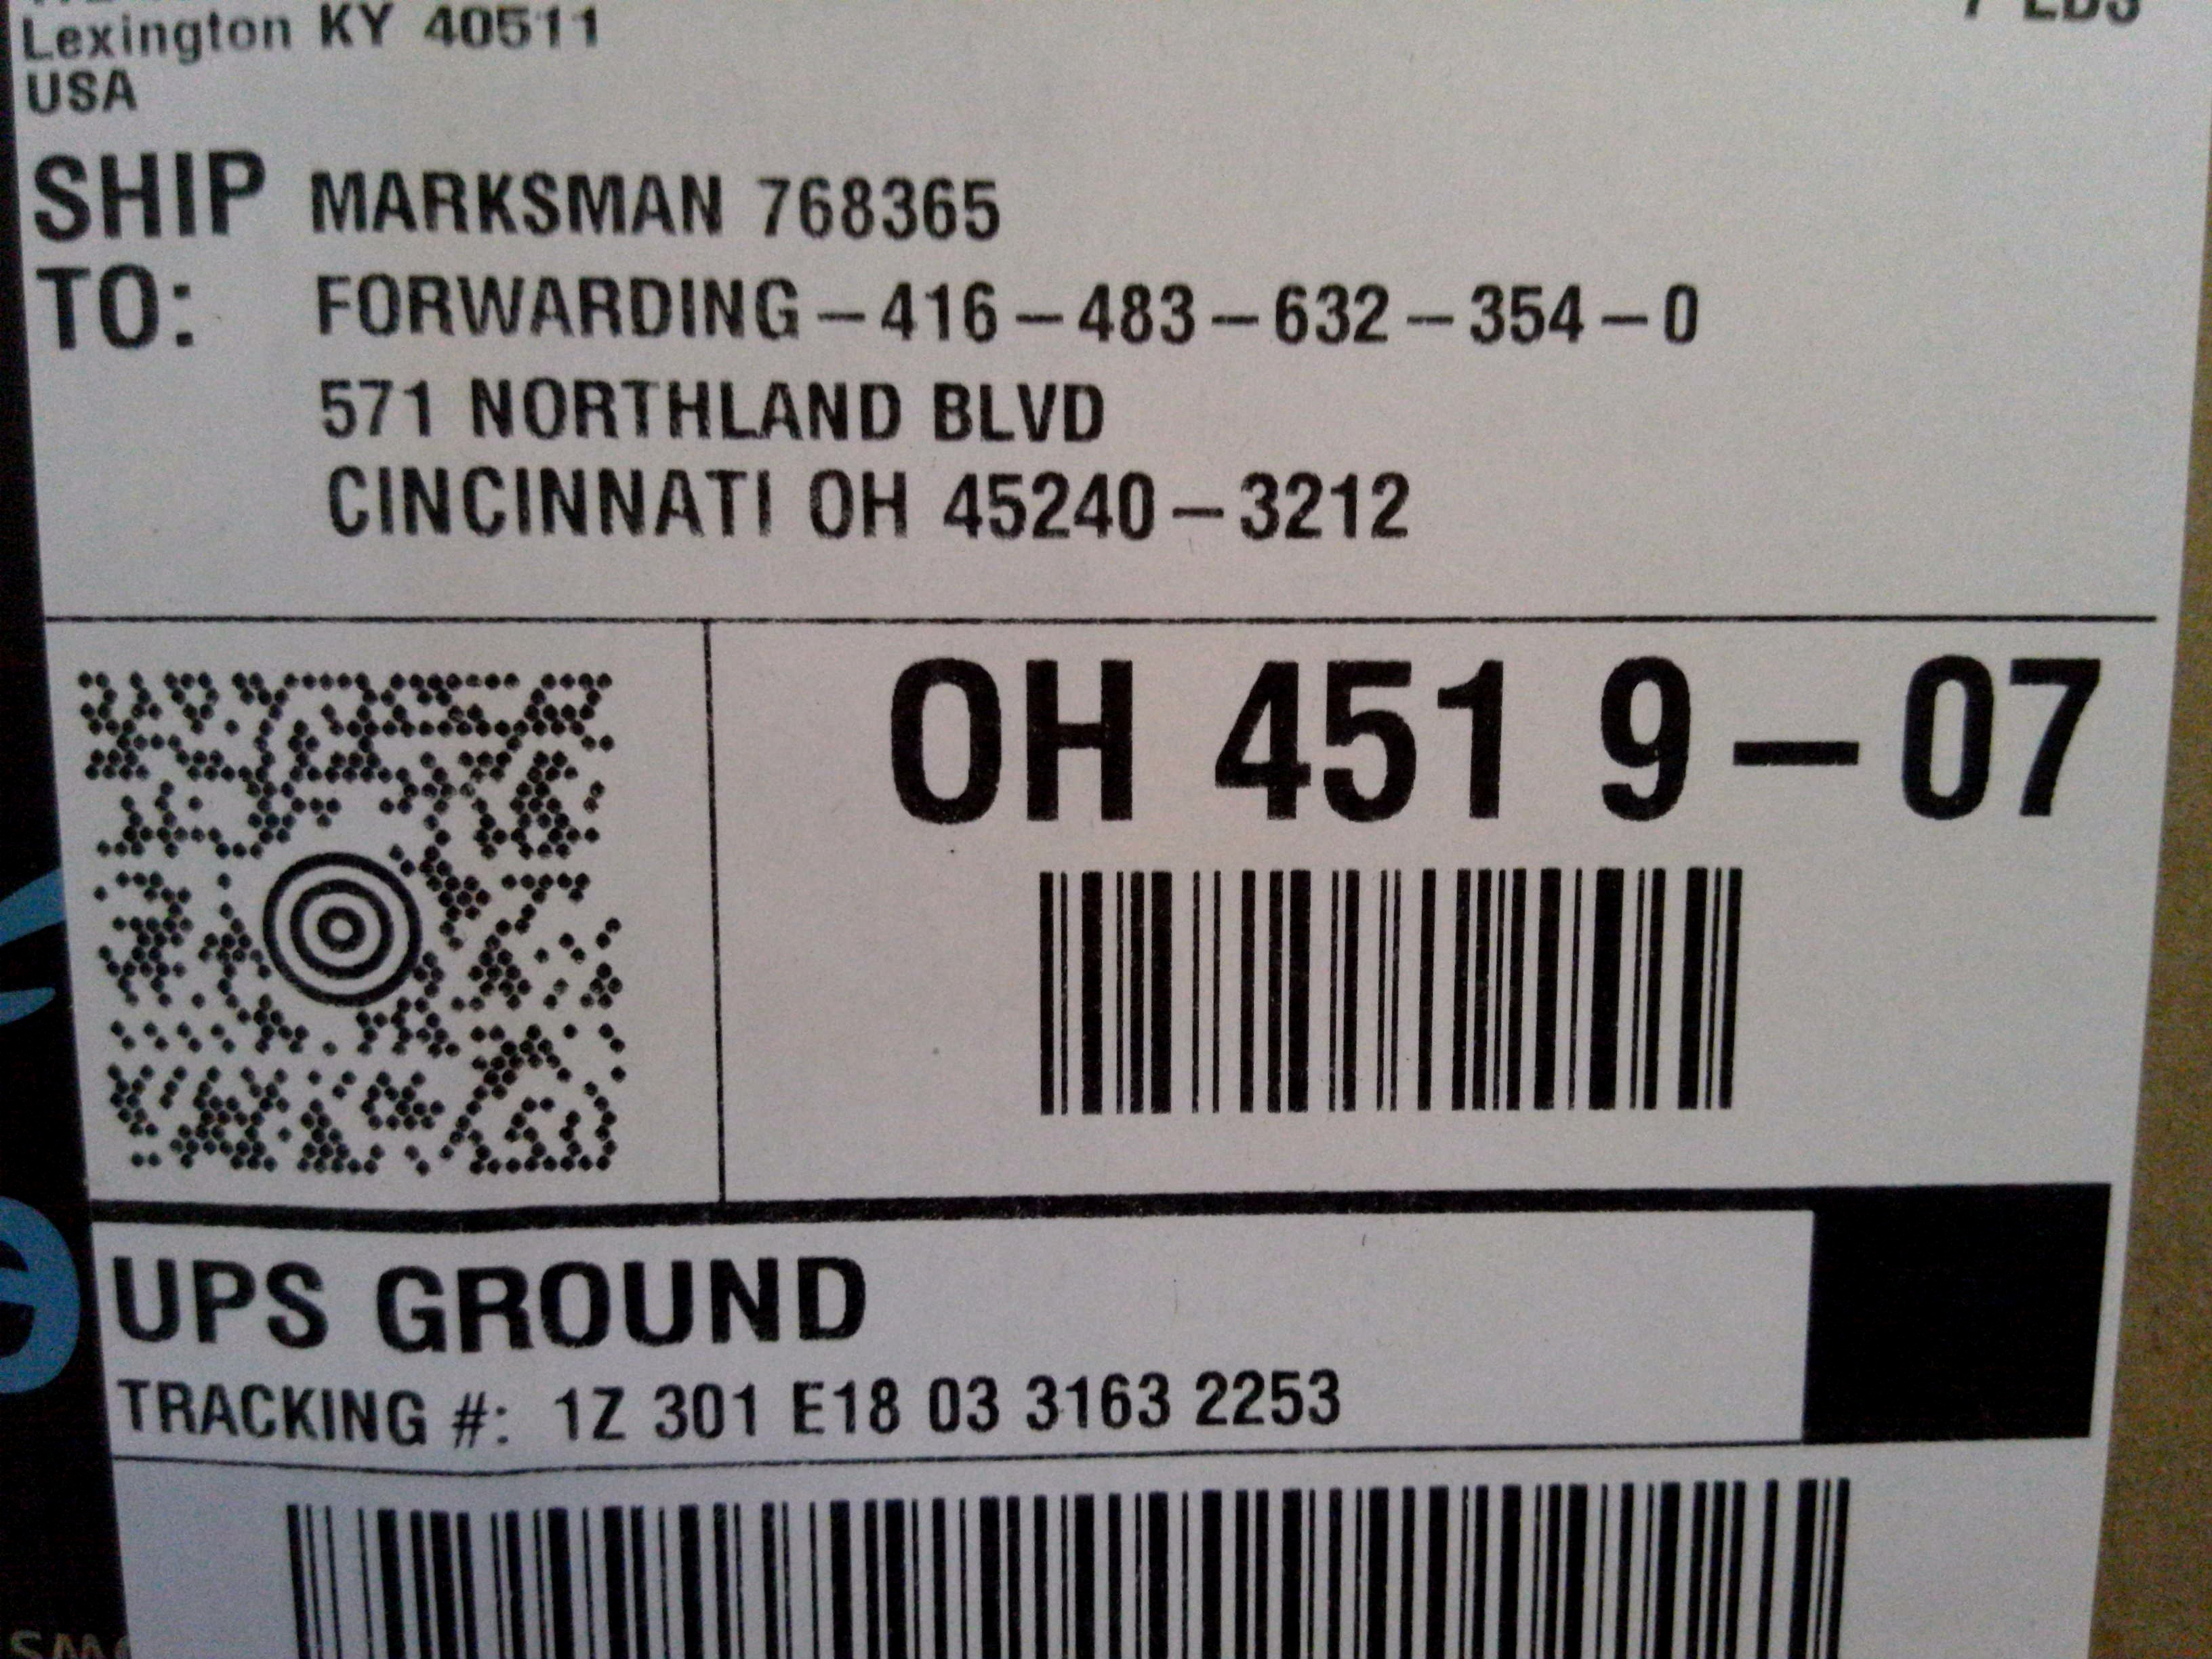 Lexington KY 40511
LBS
USA
SHIP TO:
MARKSMAN 768365
FORWARDING-416-483-632-354-0
571 NORTHLAND BLVD
CINCINNATI OH 45240-3212
OH 451 9-07
UPS GROUND
TRACKING #: 1Z 301 E18 03 3163 2253